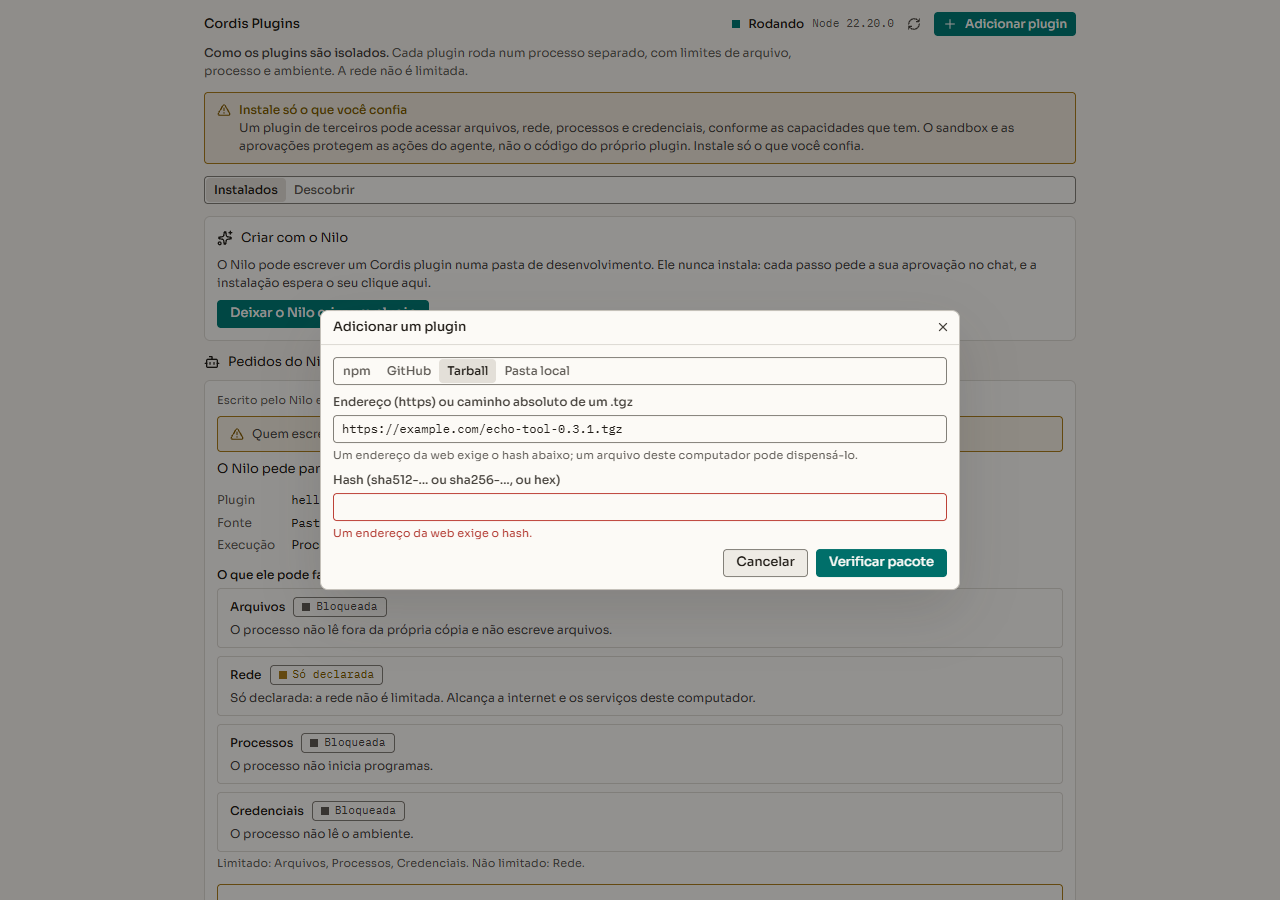 Cordis Plugins
Rodando Node 22.20.0
Adicionar plugin
Como os plugins são isolados. Cada plugin roda num processo separado, com limites de arquivo,
processo e ambiente. A rede não é limitada.
Instale só o que você confia
Um plugin de terceiros pode acessar arquivos, rede, processos e credenciais, conforme as capacidades que tem. O sandbox e as
aprovações protegem as ações do agente, não o código do próprio plugin. Instale só o que você confia.
Instalados Descobrir
Criar com o Nilo
O Nilo pode escrever um Cordis plugin numa pasta de desenvolvimento. Ele nunca instala: cada passo pede a sua aprovação no chat, e a
instalação espera o seu clique aqui.
Deixar o Nilo
Adicionar um plugin
npm GitHub Tarball Pasta local
Endereço (https) ou caminho absoluto de um .tgz
https://example.com/echo-tool-0.3.1.tgz
Um endereço da web exige o hash abaixo; um arquivo deste computador pode dispensá-lo.
Hash (sha512-… ou sha256-…, ou hex)
Um endereço da web exige o hash.
Cancelar Verificar pacote
Pedidos do
Escrito pelo Nilo
Quem
O Nilo pede
Plugin
Fonte
Execução
O que ele pode
Arquivos Bloqueada
O processo não lê fora da própria cópia e não escreve arquivos.
Rede Só declarada
Só declarada: a rede não é limitada. Alcança a internet e os serviços deste computador.
Processos Bloqueada
O processo não inicia programas.
Credenciais Bloqueada
O processo não lê o ambiente.
Limitado: Arquivos, Processos, Credenciais. Não limitado: Rede.